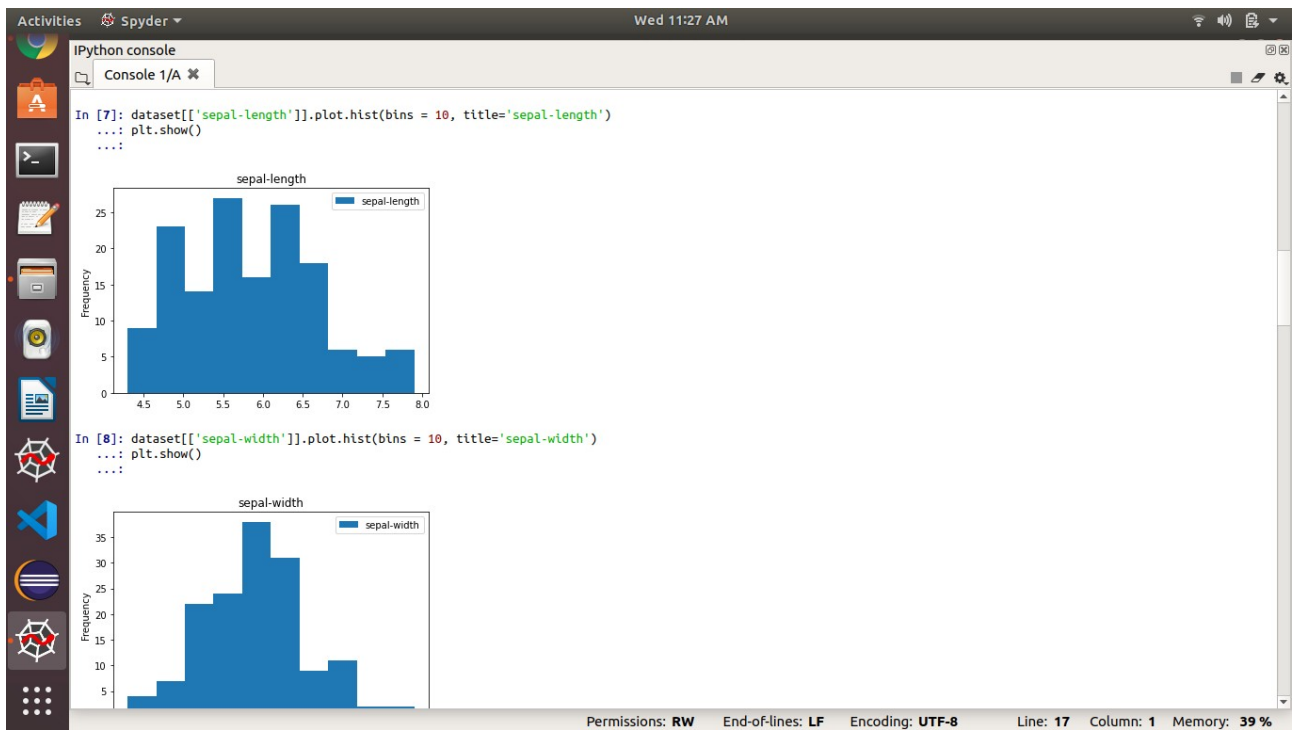 Activities Spyder Wed 11:27 AM
IPython console
Console 1/A
In [7]: dataset[['sepal-length']].plot.hist(bins = 10, title='sepal-length')
...: plt.show()
...:
sepal-length
sepal-length
25
20
15
10
5
0
Frequency
4.5 5.0 5.5 6.0 6.5 7.0 7.5 8.0
In [8]: dataset[['sepal-width']].plot.hist(bins = 10, title='sepal-width')
...: plt.show()
...:
sepal-width
sepal-width
35
30
25
20
15
10
5
Frequency
Permissions: RW End-of-lines: LF Encoding: UTF-8 Line: 17 Column: 1 Memory: 39 %